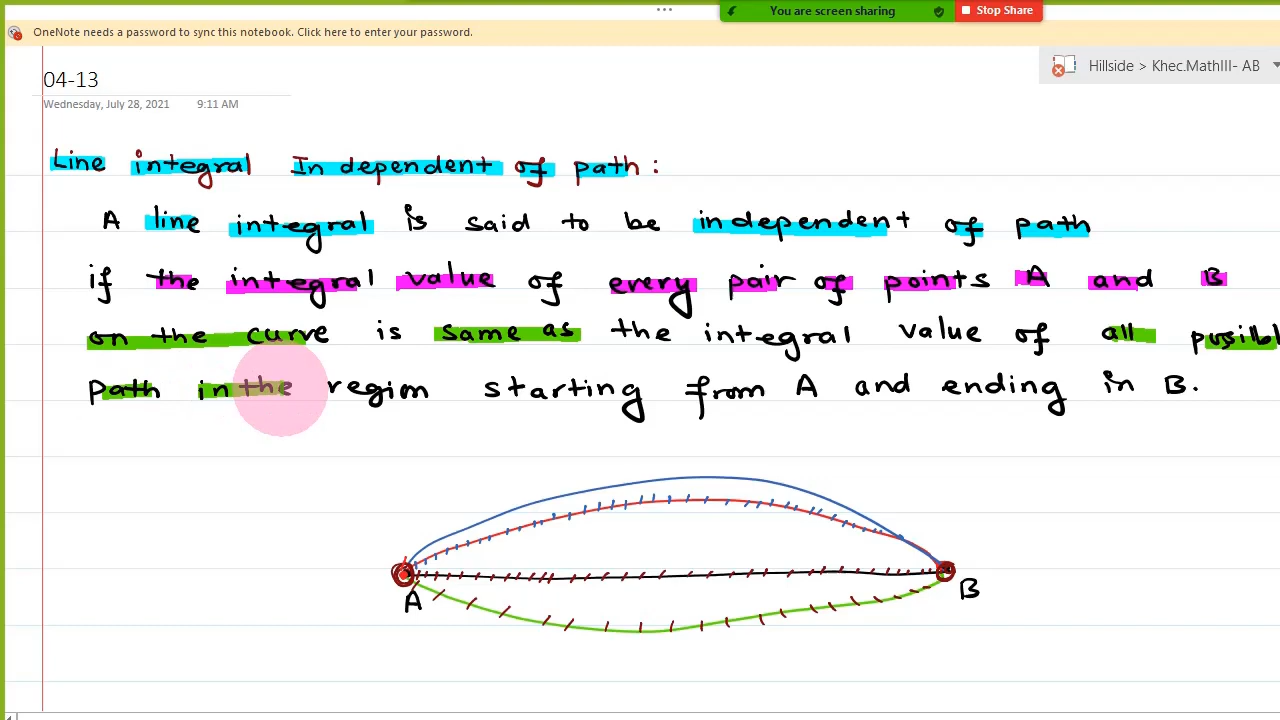 You are screen sharing
Stop Share
OneNote needs a password to sync this notebook. Click here to enter your password.
Hillside > Khec.MathIII- AB
04-13
Wednesday, July 28, 2021 9:11 AM
Line integral Independent of path :
A line integral is said to be independent of path
if the integral value of every pair of points A and B
on the curve is same as the integral value of all possibl
path in the region starting from A and ending in B.
A
B